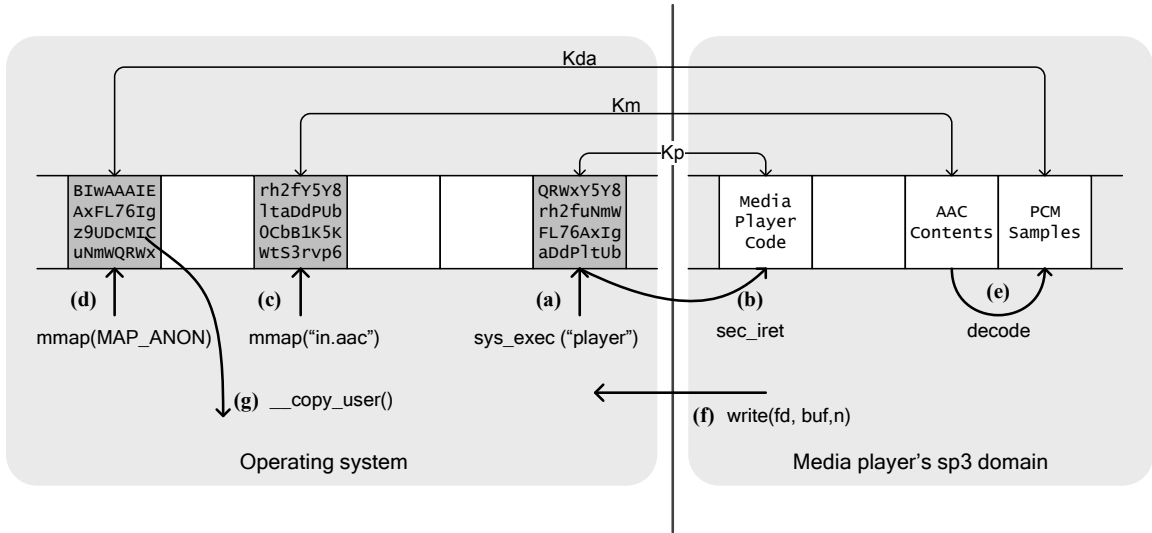 Kda
Km
Kp
BIwAAAIE
AxFL76Ig
z9UDcMIC
uNmWQRWx
rh2fY5Y8
ltaDdPUb
0CbB1K5K
WtS3rvp6
QRWxY5Y8
rh2fuNmW
FL76AxIg
aDdPltUb
Media
Player
Code
AAC
Contents
PCM
Samples
(d)
(c)
(a)
(b)
(e)
mmap(MAP_ANON)
mmap(“in.aac”)
sys_exec (“player”)
sec_iret
decode
(g) __copy_user()
(f) write(fd, buf,n)
Operating system
Media player’s sp3 domain